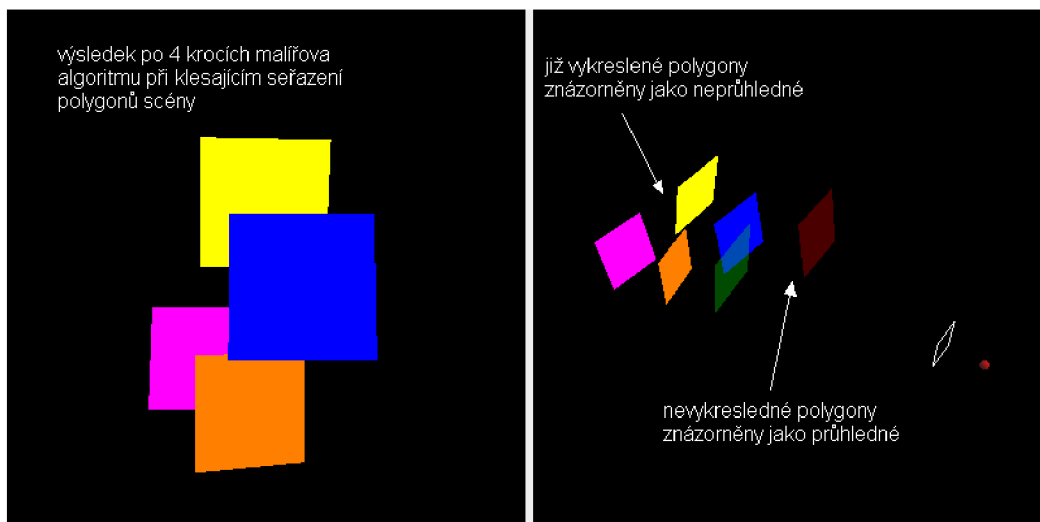 výsledek po 4 krocích malířova
algoritmu při klesajícím seřazení
polygonů scény
již vykreslené polygony
znázorněny jako neprůhledné
nevykresledné polygony
znázorněny jako průhledné